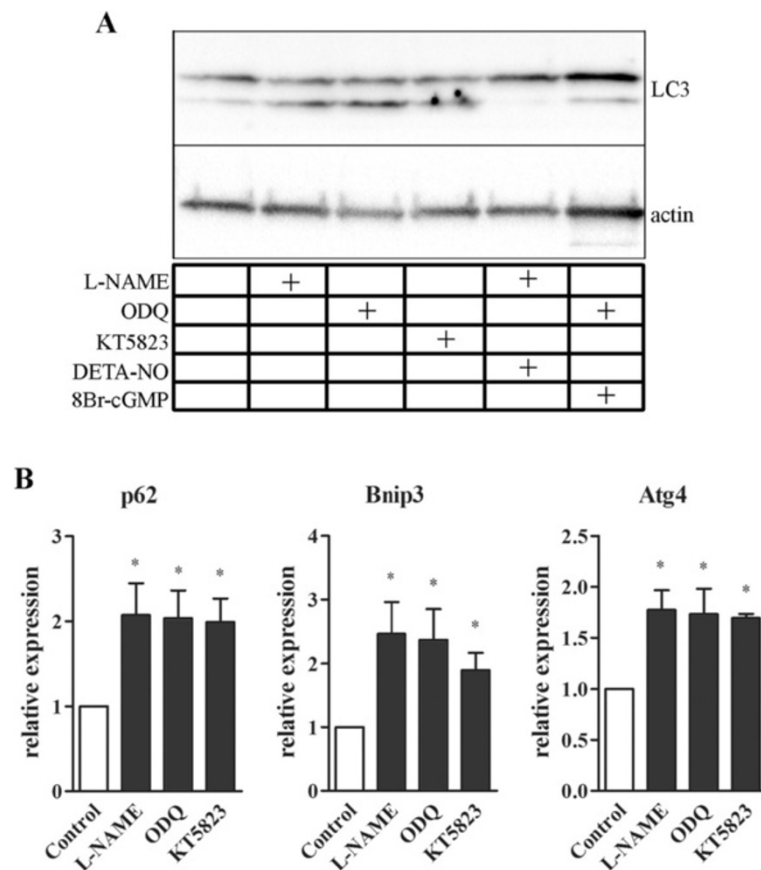 A
LC3
actin
L-NAME + +
ODQ + +
KT5823 +
DETA-NO +
8Br-cGMP +
B
p62
relative expression
3
2
1
0
* * *
Control L-NAME ODQ KT5823
Bnip3
relative expression
4
3
2
1
0
* * *
Control L-NAME ODQ KT5823
Atg4
relative expression
2.5
2.0
1.5
1.0
0.5
0.0
* * *
Control L-NAME ODQ KT5823